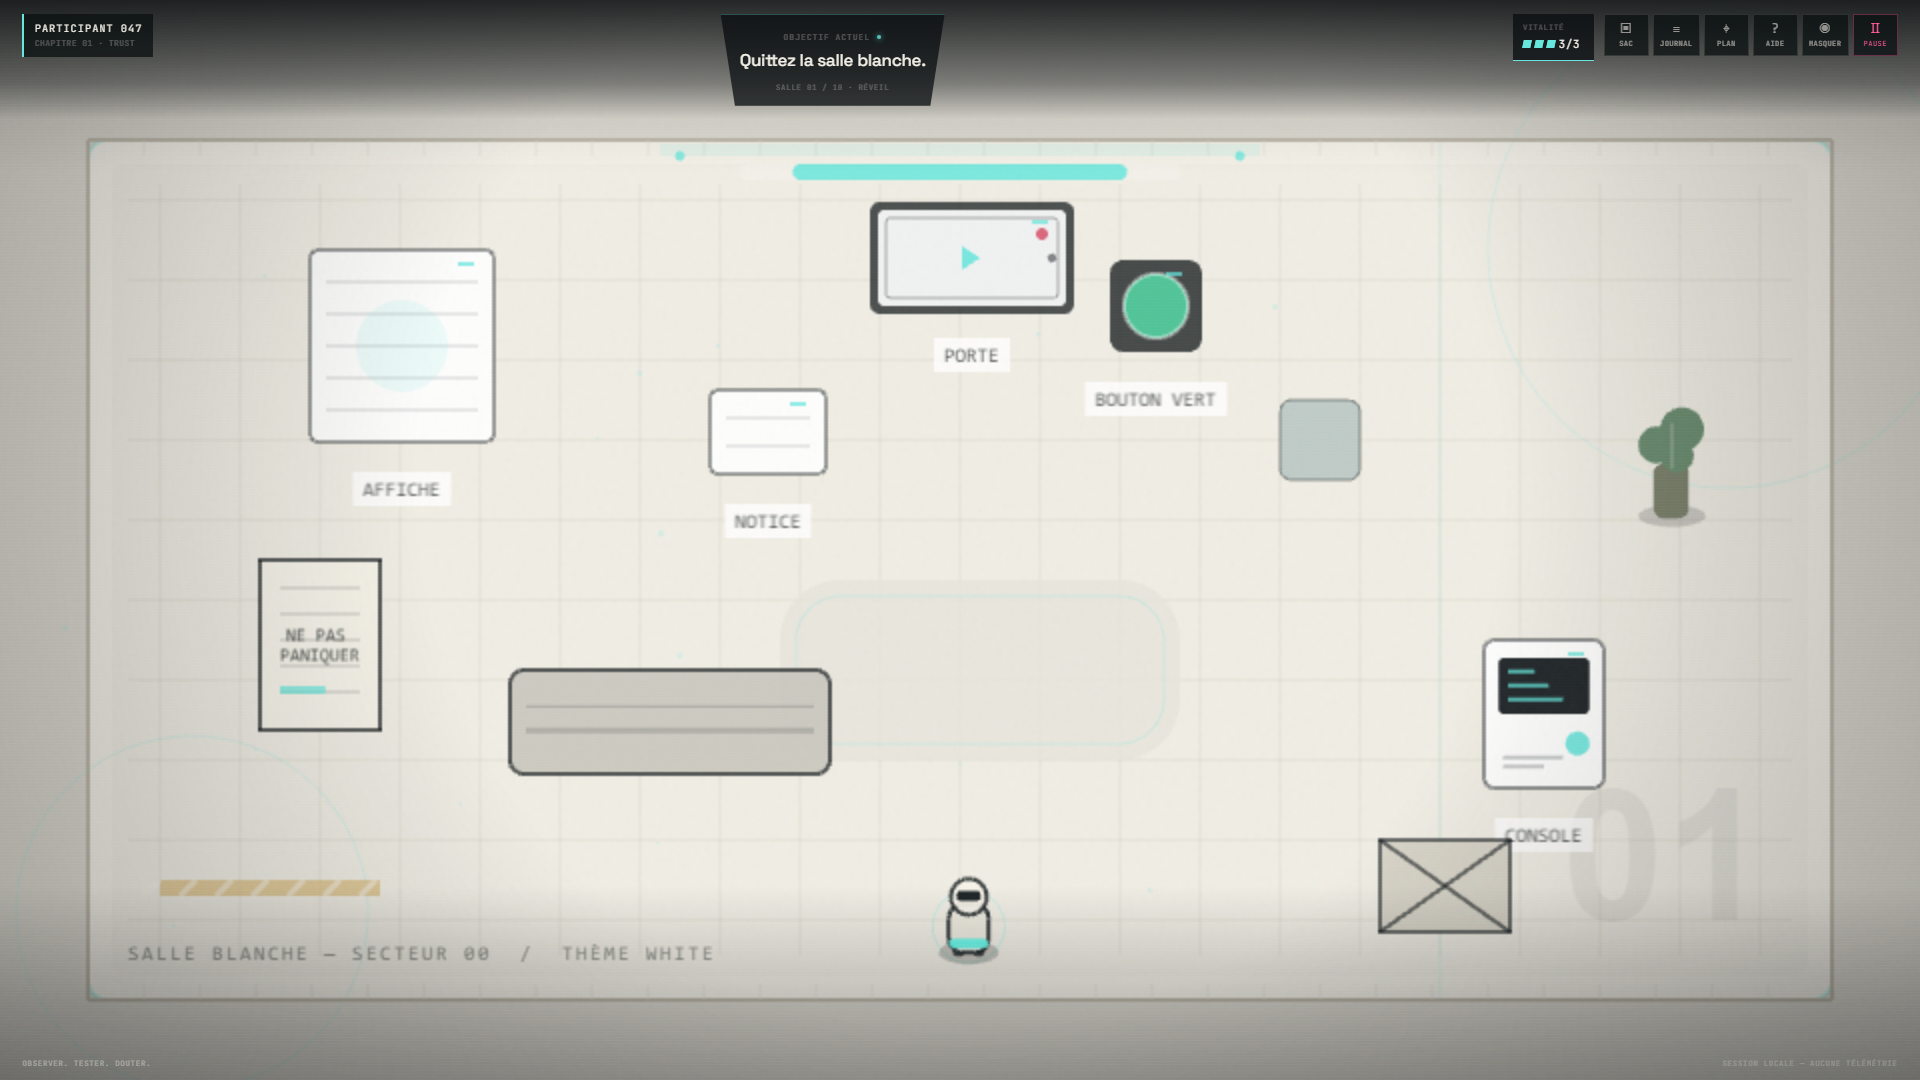 PARTICIPANT 047
CHAPITRE 01 · TRUST
OBJECTIF ACTUEL
Quittez la salle blanche.
SALLE 01 / 10 · RÉVEIL
VITALITÉ
3/3
SAC
JOURNAL
PLAN
?
AIDE
MASQUER
PAUSE
PORTE
BOUTON VERT
AFFICHE
NOTICE
NE PAS
PANIQUER
CONSOLE
01
SALLE BLANCHE — SECTEUR 00 / THÈME WHITE
OBSERVER. TESTER. DOUTER.
SESSION LOCALE — AUCUNE TÉLÉMÉTRIE